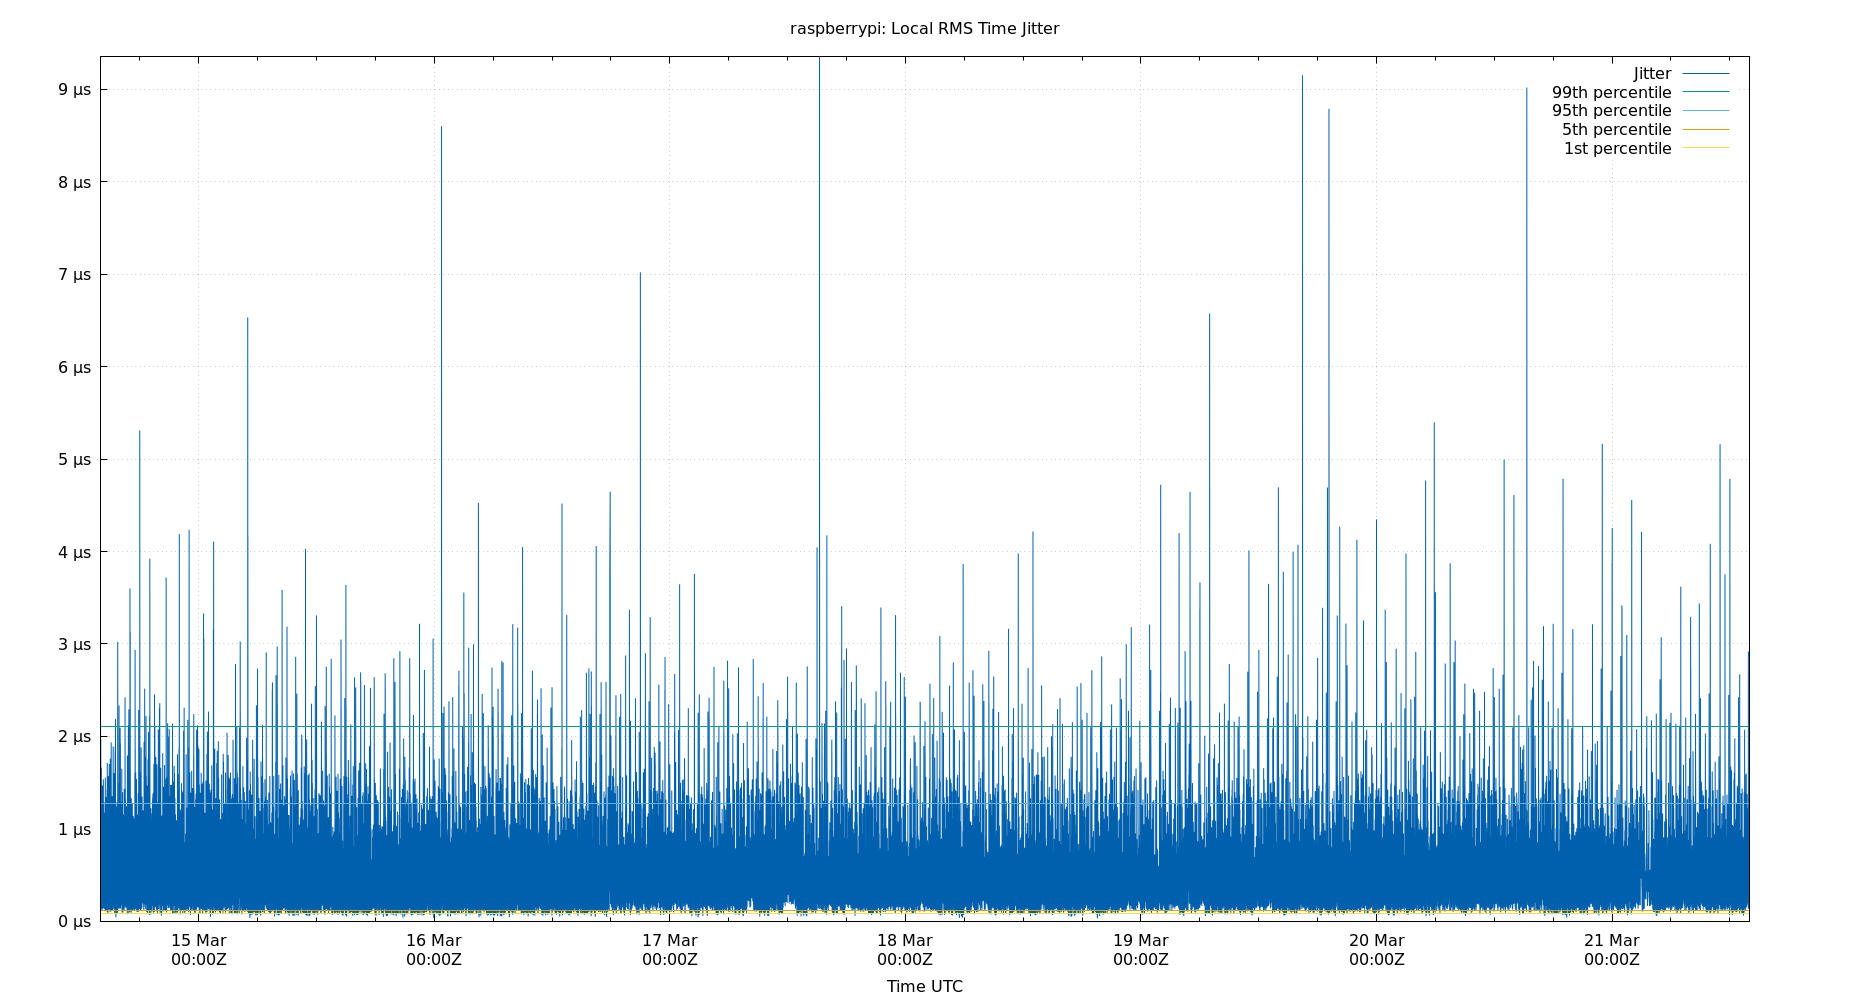 raspberrypi: Local RMS Time Jitter
Jitter
99th percentile
95th percentile
5th percentile
1st percentile
9 µs
8 µs
7 µs
6 µs
5 µs
4 µs
3 µs
2 µs
1 µs
0 µs
15 Mar 16 Mar 17 Mar 18 Mar 19 Mar 20 Mar 21 Mar
00:00Z 00:00Z 00:00Z 00:00Z 00:00Z 00:00Z 00:00Z
Time UTC